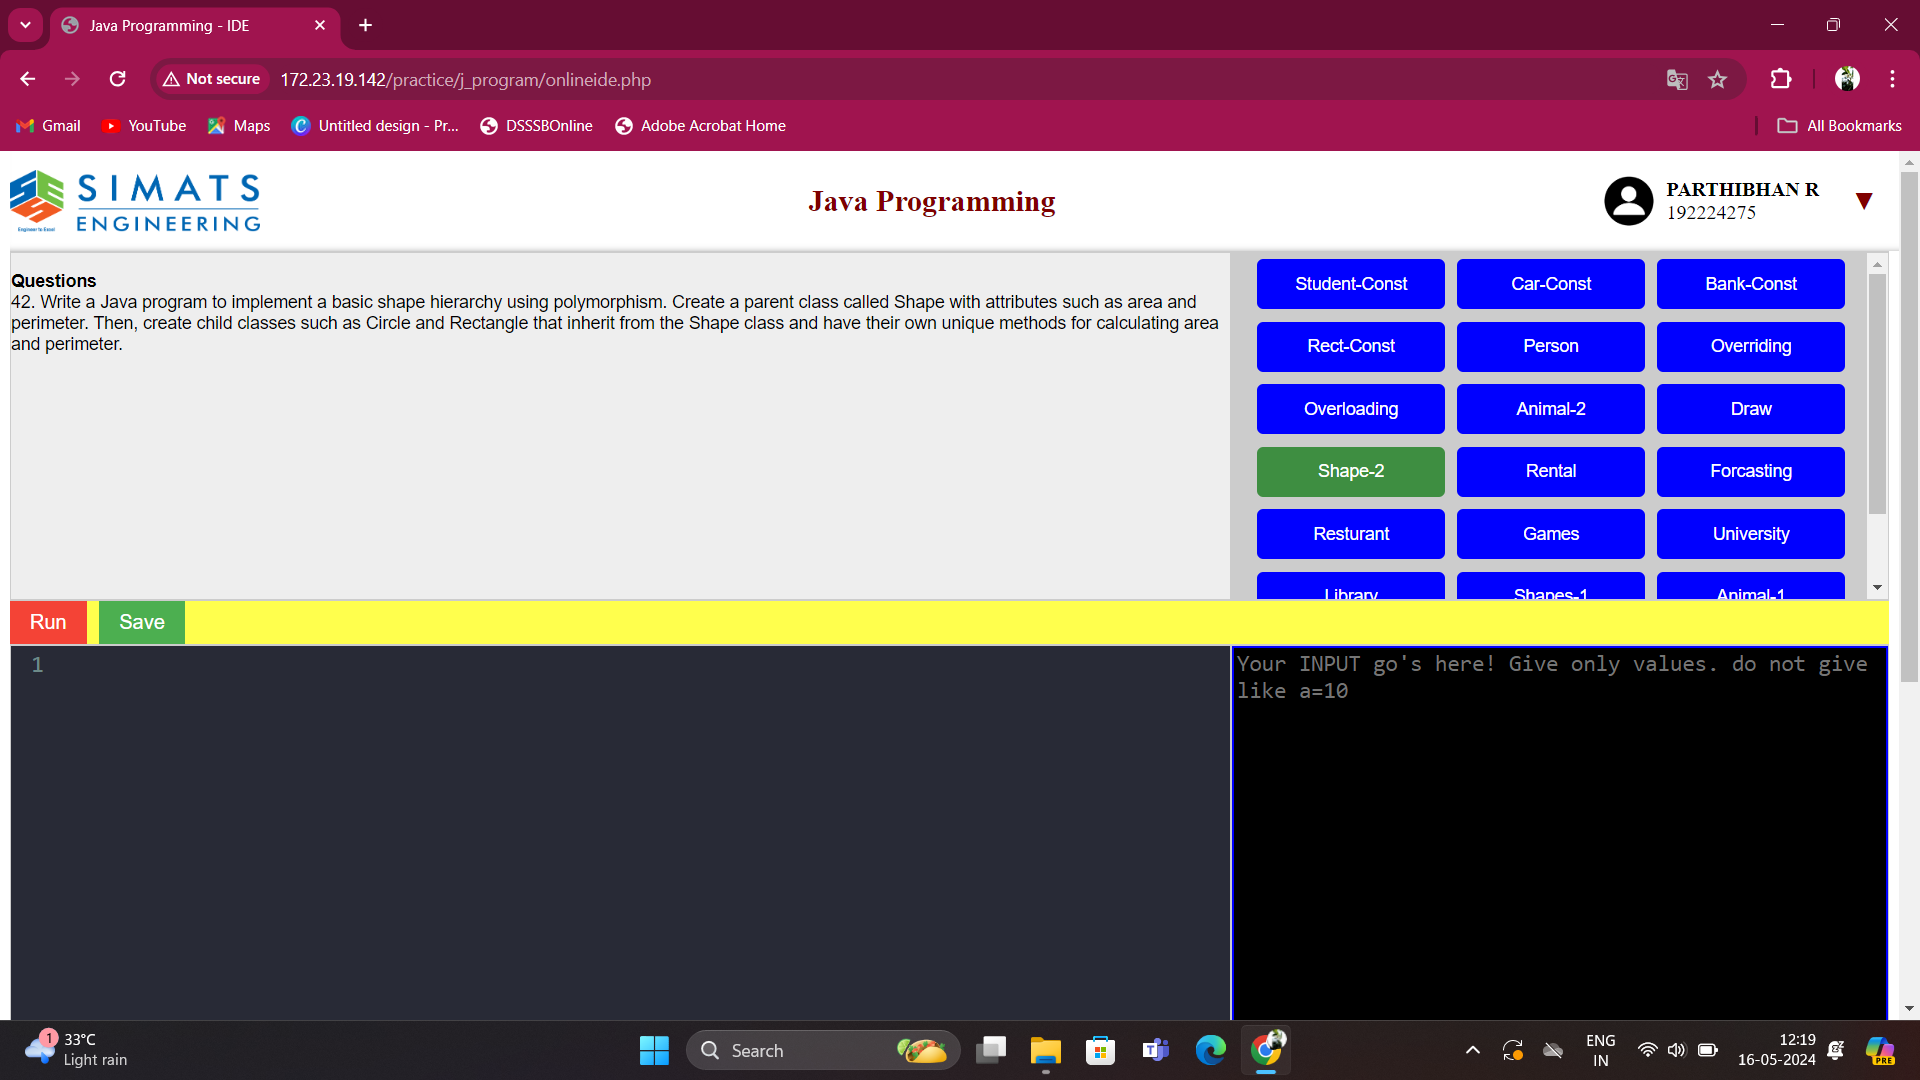 Java Programming - IDE
Not secure
172.23.19.142/practice/j_program/onlineide.php
Gmail
YouTube
Maps
Untitled design - Pr...
DSSSBOnline
Adobe Acrobat Home
All Bookmarks
SIMATS
ENGINEERING
Engineer to Excel
Java Programming
PARTHIBHAN R
192224275
Questions
42. Write a Java program to implement a basic shape hierarchy using polymorphism. Create a parent class called Shape with attributes such as area and
perimeter. Then, create child classes such as Circle and Rectangle that inherit from the Shape class and have their own unique methods for calculating area
and perimeter.
Student-Const
Car-Const
Bank-Const
Rect-Const
Person
Overriding
Overloading
Animal-2
Draw
Shape-2
Rental
Forcasting
Resturant
Games
University
Library
Shapes-1
Animal-1
Run
Save
1
Your INPUT go's here! Give only values. do not give
like a=10
1
33°C
Light rain
Search
ENG
IN
12:19
16-05-2024
PRE